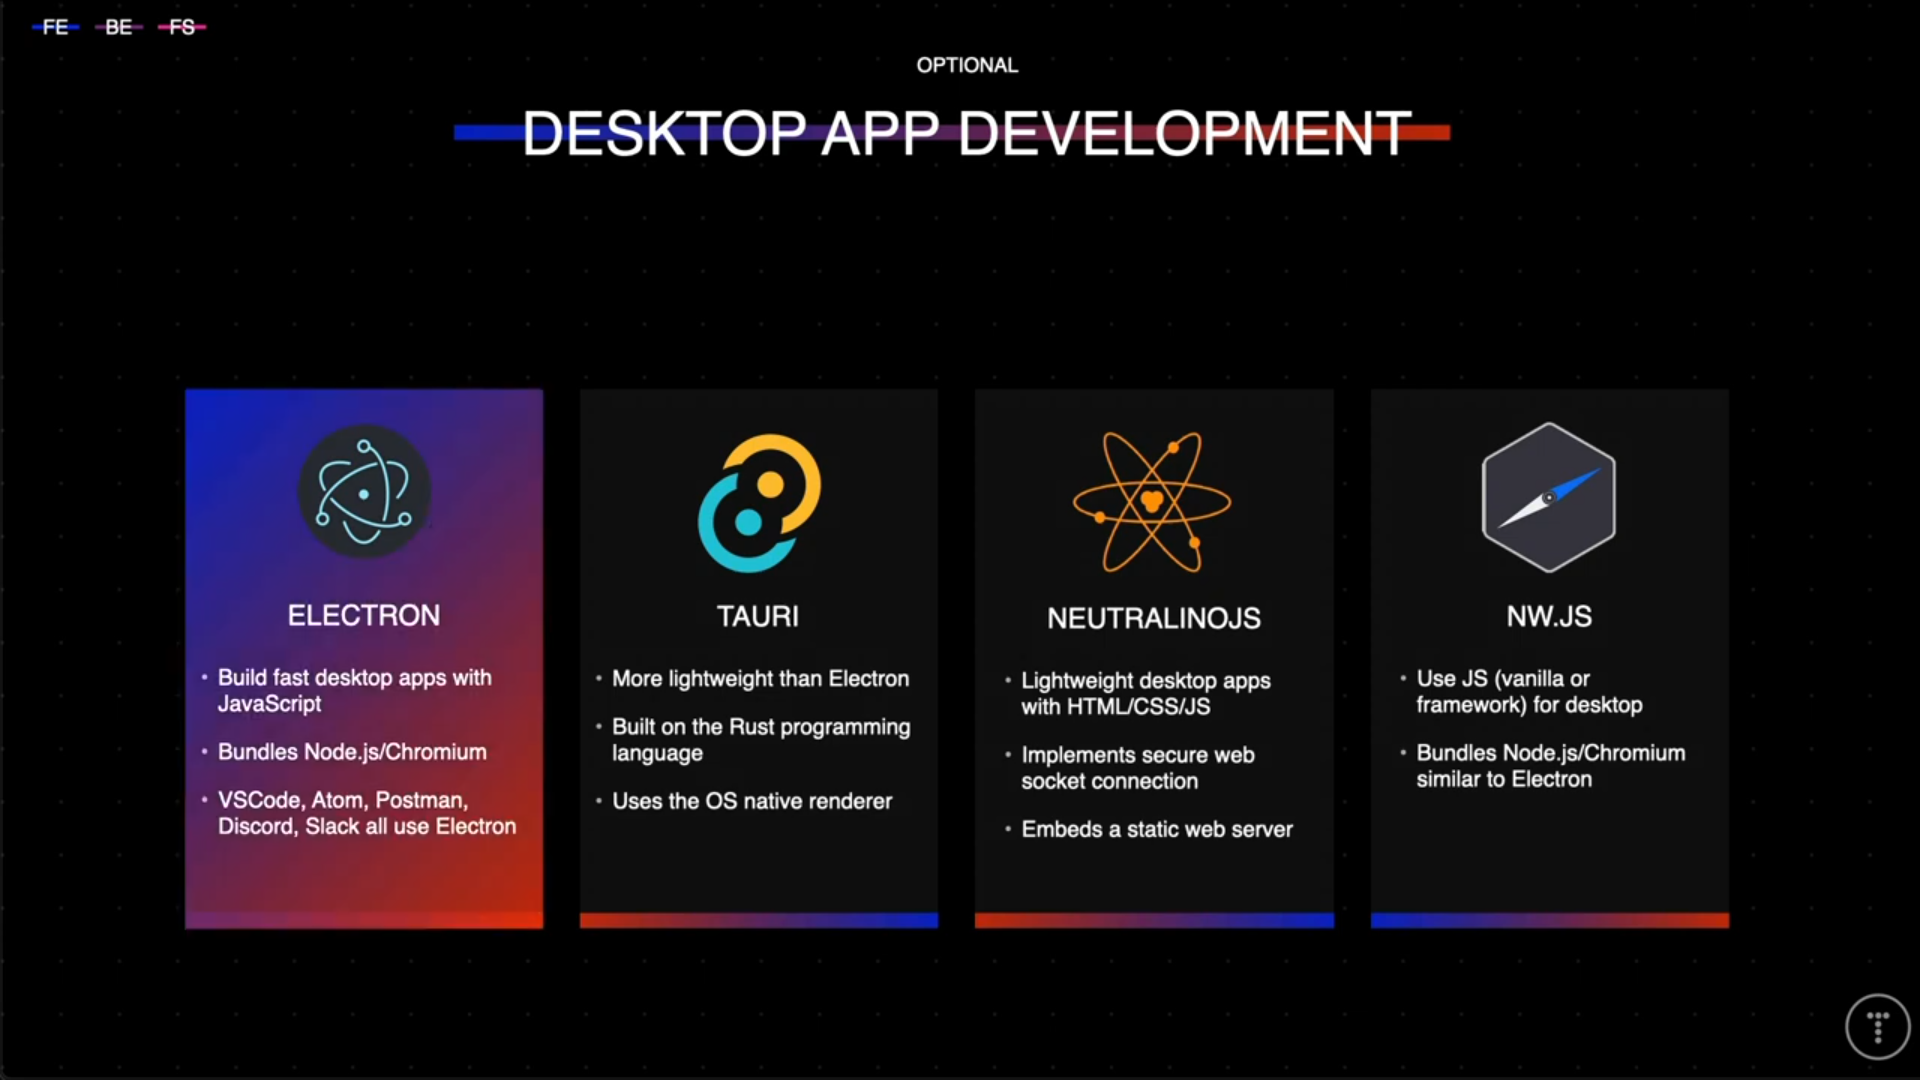 FE BE FS
OPTIONAL
DESKTOP APP DEVELOPMENT
ELECTRON
• Build fast desktop apps with
JavaScript
• Bundles Node.js/Chromium
• VSCode, Atom, Postman,
Discord, Slack all use Electron
TAURI
• More lightweight than Electron
• Built on the Rust programming
language
• Uses the OS native renderer
NEUTRALINOJS
• Lightweight desktop apps
with HTML/CSS/JS
• Implements secure web
socket connection
• Embeds a static web server
NW.JS
• Use JS (vanilla or
framework) for desktop
• Bundles Node.js/Chromium
similar to Electron
T